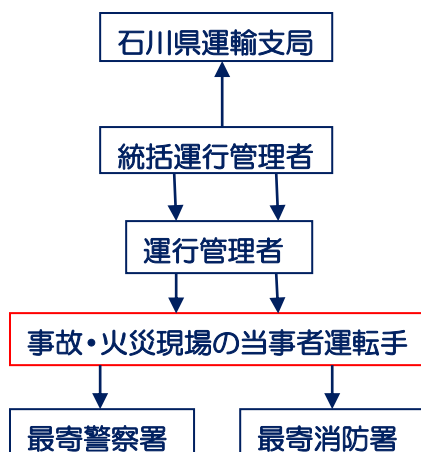 石川県運輸支局
統括運行管理者
運行管理者
事故・火災現場の当事者運転手
最寄警察署
最寄消防署